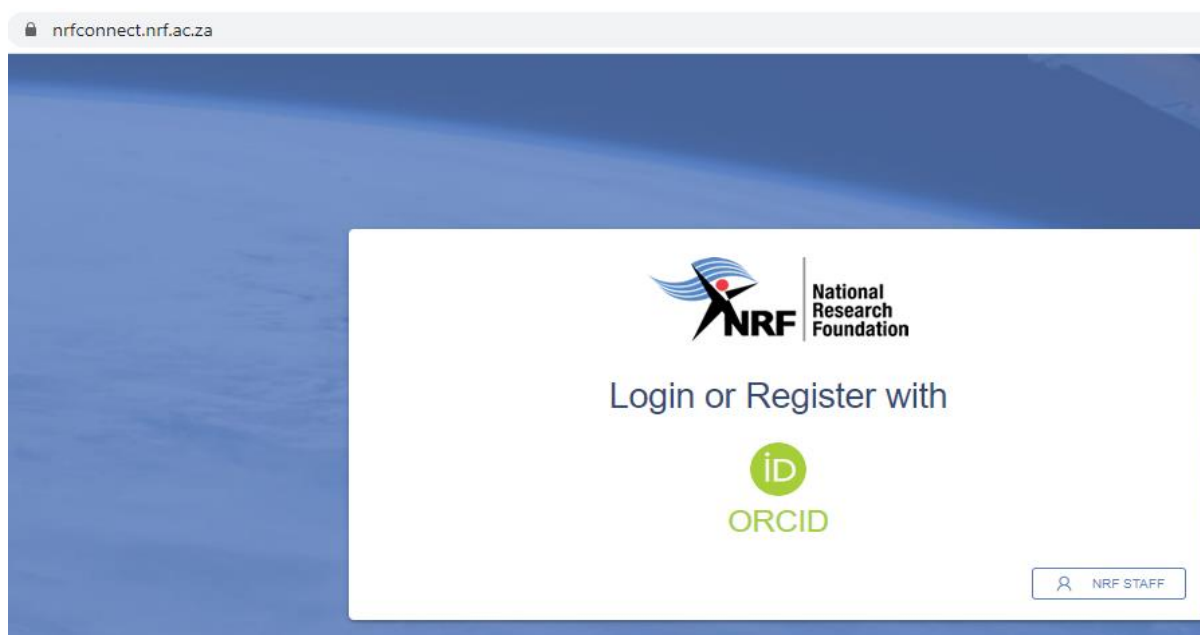 nrfconnect.nrf.ac.za
NRF
National
Research
Foundation
Login or Register with
iD
ORCID
NRF STAFF